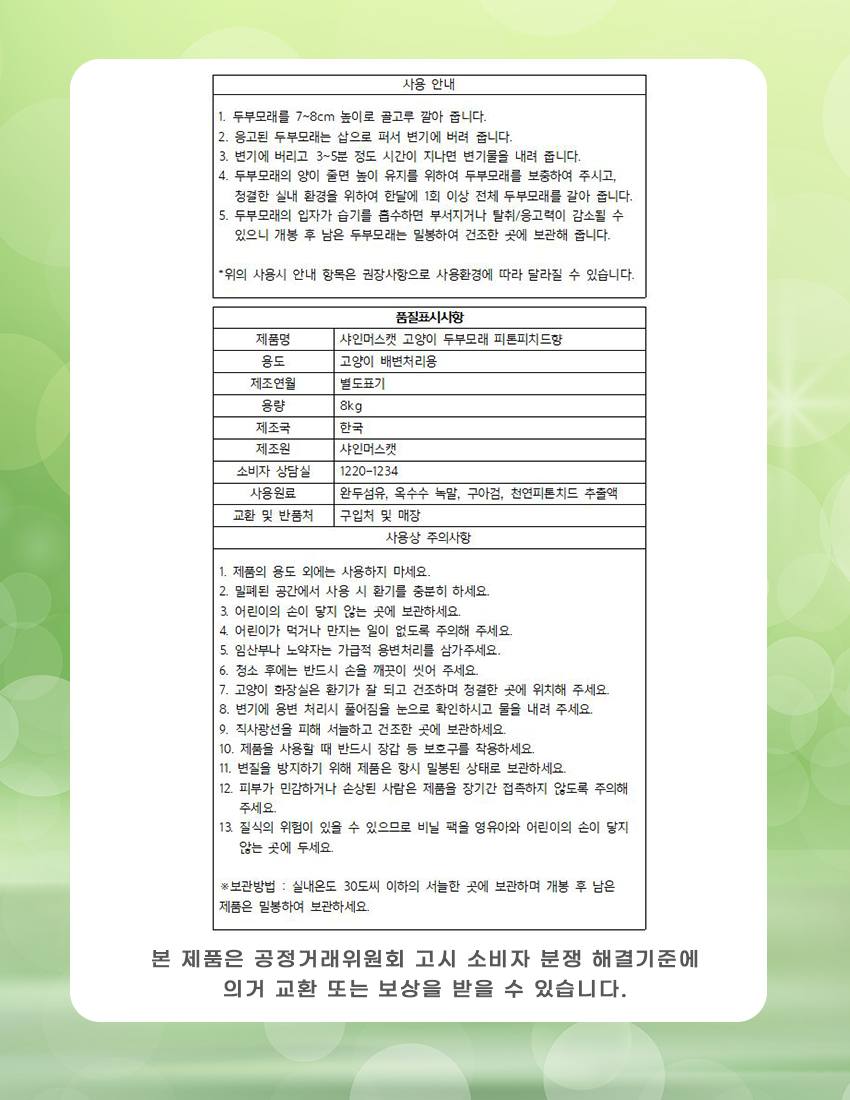 사용 안내
1. 두부모래를 7~8cm 높이로 골고루 깔아 줍니다.
2. 응고된 두부모래는 삽으로 퍼서 변기에 버려 줍니다.
3. 변기에 버리고 3~5분 정도 시간이 지나면 변기물을 내려 줍니다.
4. 두부모래의 양이 줄면 높이 유지를 위하여 두부모래를 보충하여 주시고,
청결한 실내 환경을 위하여 한달에 1회 이상 전체 두부모래를 갈아 줍니다.
5. 두부모래의 입자가 습기를 흡수하면 부서지거나 탈취/응고력이 감소될 수
있으니 개봉 후 남은 두부모래는 밀봉하여 건조한 곳에 보관해 줍니다.
*위의 사용시 안내 항목은 권장사항으로 사용환경에 따라 달라질 수 있습니다.
품질표시사항
제품명 샤인머스캣 고양이 두부모래 피톤피치드향
용도 고양이 배변처리용
제조연월 별도표기
용량 8kg
제조국 한국
제조원 샤인머스캣
소비자 상담실 1220-1234
사용원료 완두섬유, 옥수수 녹말, 구아검, 천연피톤치드 추출액
교환 및 반품처 구입처 및 매장
사용상 주의사항
1. 제품의 용도 외에는 사용하지 마세요.
2. 밀폐된 공간에서 사용 시 환기를 충분히 하세요.
3. 어린이의 손이 닿지 않는 곳에 보관하세요.
4. 어린이가 먹거나 만지는 일이 없도록 주의해 주세요.
5. 임산부나 노약자는 가급적 용변처리를 삼가주세요.
6. 청소 후에는 반드시 손을 깨끗이 씻어 주세요.
7. 고양이 화장실은 환기가 잘 되고 건조하며 청결한 곳에 위치해 주세요.
8. 변기에 용변 처리시 풀어짐을 눈으로 확인하시고 물을 내려 주세요.
9. 직사광선을 피해 서늘하고 건조한 곳에 보관하세요.
10. 제품을 사용할 때 반드시 장갑 등 보호구를 착용하세요.
11. 변질을 방지하기 위해 제품은 항시 밀봉된 상태로 보관하세요.
12. 피부가 민감하거나 손상된 사람은 제품을 장기간 접촉하지 않도록 주의해
주세요.
13. 질식의 위험이 있을 수 있으므로 비닐 팩을 영유아와 어린이의 손이 닿지
않는 곳에 두세요.
※보관방법 : 실내온도 30도씨 이하의 서늘한 곳에 보관하며 개봉 후 남은
제품은 밀봉하여 보관하세요.
본 제품은 공정거래위원회 고시 소비자 분쟁 해결기준에
의거 교환 또는 보상을 받을 수 있습니다.